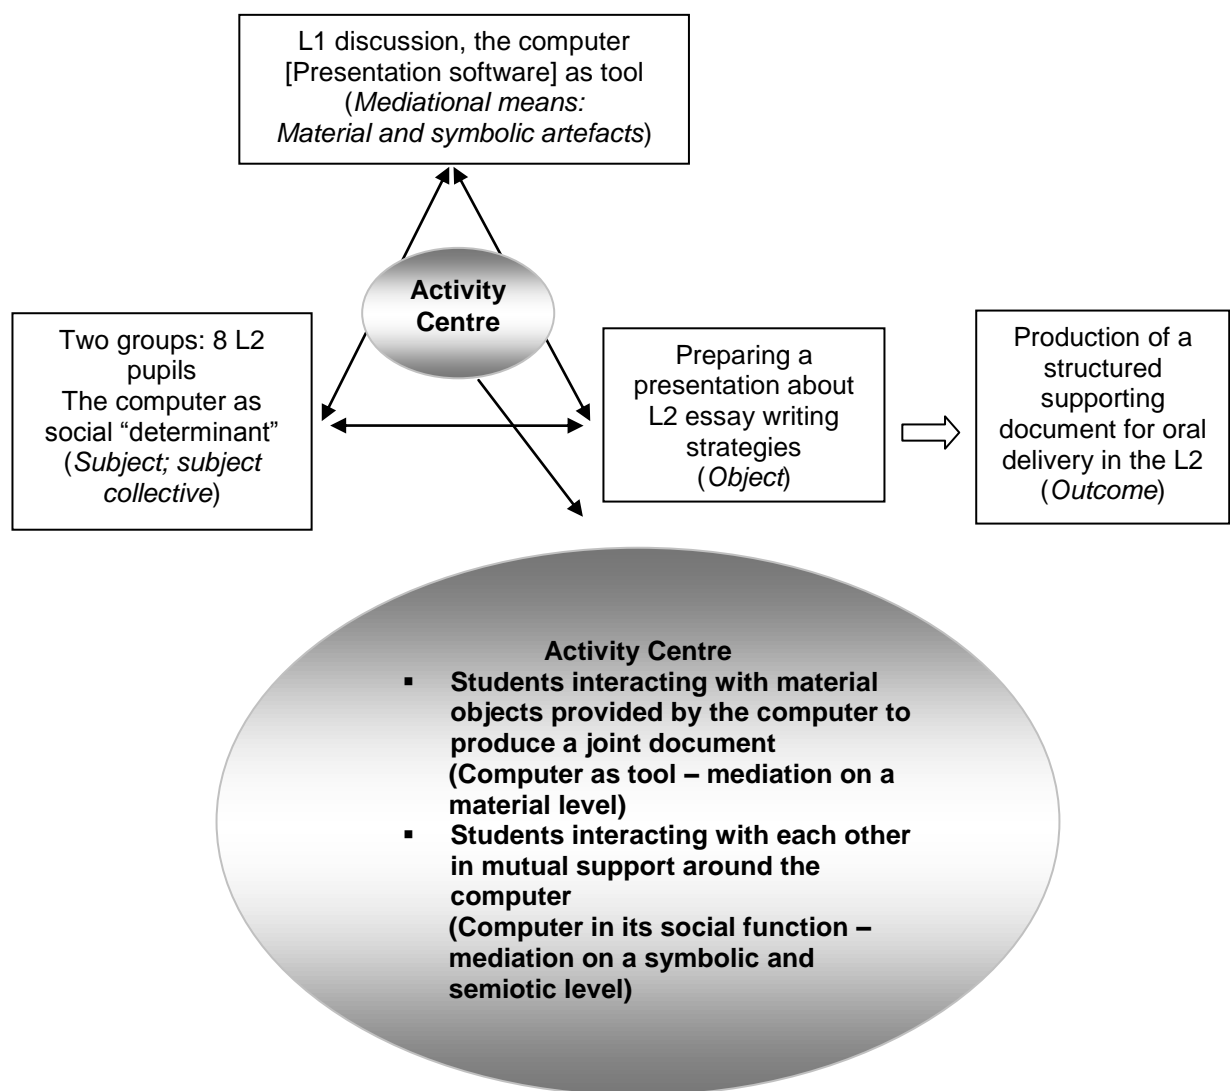 L1 discussion, the computer
[Presentation software] as tool
(Mediational means:
Material and symbolic artefacts)
Activity
Centre
Two groups: 8 L2
pupils
The computer as
social “determinant”
(Subject; subject
collective)
Preparing a
presentation about
L2 essay writing
strategies
(Object)
Production of a
structured
supporting
document for oral
delivery in the L2
(Outcome)
Activity Centre
▪ Students interacting with material
objects provided by the computer to
produce a joint document
(Computer as tool – mediation on a
material level)
▪ Students interacting with each other
in mutual support around the
computer
(Computer in its social function –
mediation on a symbolic and
semiotic level)